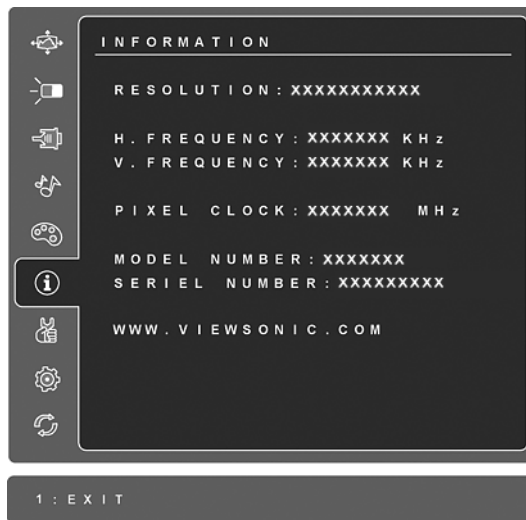 INFORMATION
RESOLUTION: XXXXXXXXXXX
H. FREQUENCY: XXXXXXX KHz
V. FREQUENCY: XXXXXXX KHz
PIXEL CLOCK: XXXXXXX MHz
MODEL NUMBER: XXXXXXX
SERIEL NUMBER: XXXXXXXXX
WWW.VIEWSONIC.COM
1:EXIT